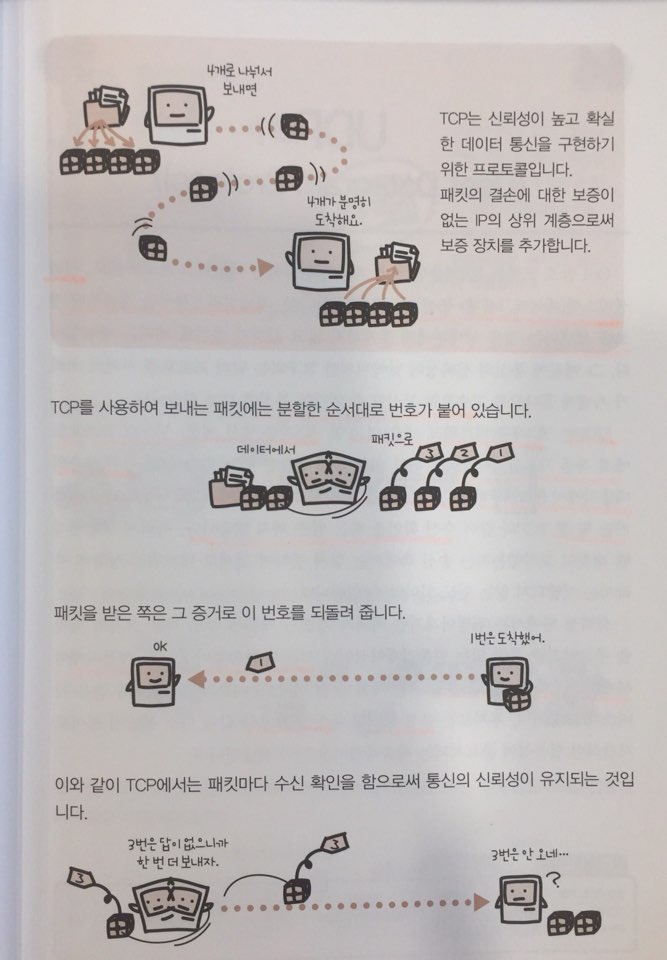 4개로 나눠서
보내면
TCP는 신뢰성이 높고 확실
한 데이터 통신을 구현하기
위한 프로토콜입니다.
패킷의 결손에 대한 보증이
없는 IP의 상위 계층으로써
보증 장치를 추가합니다.
4개가 분명히
도착해요.
TCP를 사용하여 보내는 패킷에는 분할한 순서대로 번호가 붙어 있습니다.
데이터에서
패킷으로
3 2 1
패킷을 받은 쪽은 그 증거로 이 번호를 되돌려 줍니다.
OK
1
1번은 도착했어.
이와 같이 TCP에서는 패킷마다 수신 확인을 함으로써 통신의 신뢰성이 유지되는 것입
니다.
3번은 답이 없으니까
한 번 더 보내자.
3
3
3번은 안 오네…
?